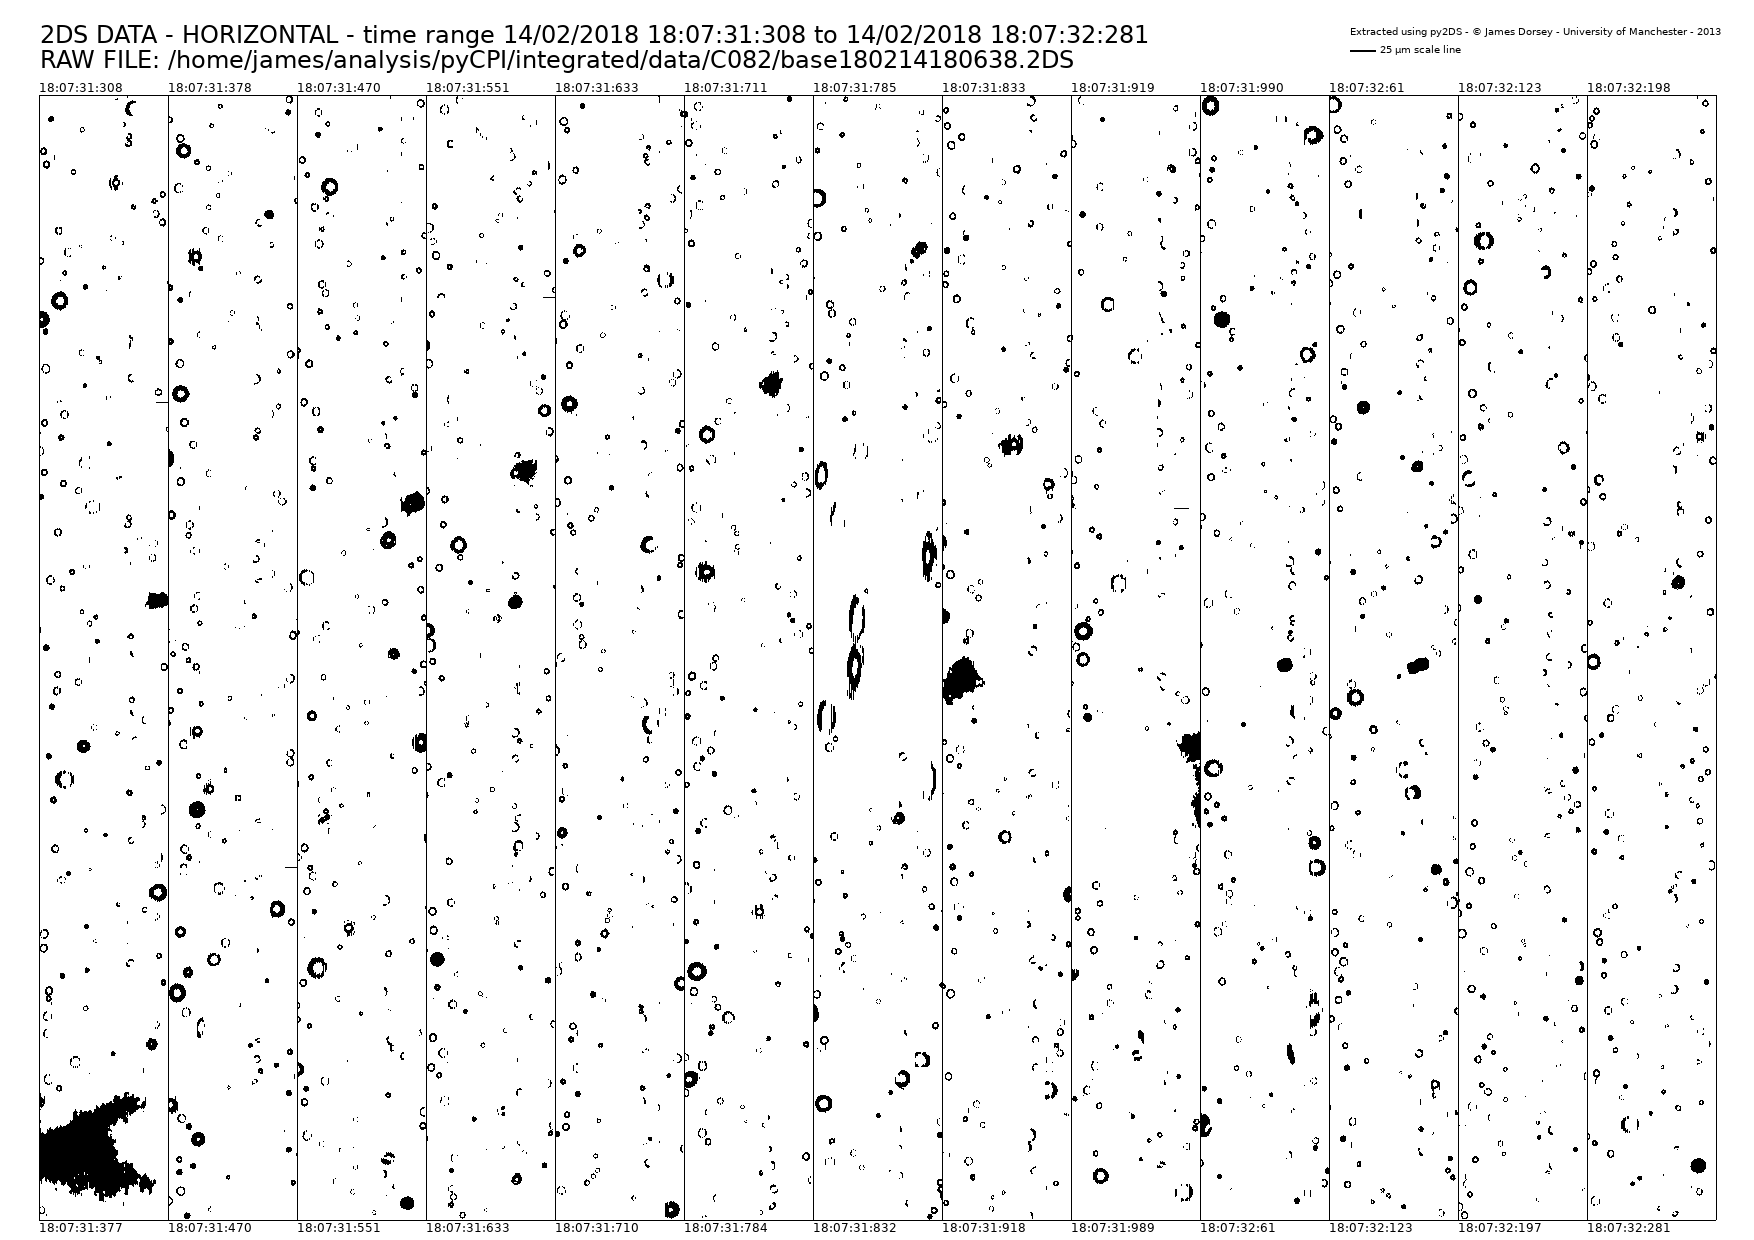 2DS DATA - HORIZONTAL - time range 14/02/2018 18:07:31:308 to 14/02/2018 18:07:32:281
RAW FILE: /home/james/analysis/pyCPI/integrated/data/C082/base180214180638.2DS
Extracted using py2DS - © James Dorsey - University of Manchester - 2013
25 µm scale line
18:07:31:308 18:07:31:378 18:07:31:470 18:07:31:551 18:07:31:633 18:07:31:711 18:07:31:785 18:07:31:833 18:07:31:919 18:07:31:990 18:07:32:61 18:07:32:123 18:07:32:198
18:07:31:377 18:07:31:470 18:07:31:551 18:07:31:633 18:07:31:710 18:07:31:784 18:07:31:832 18:07:31:918 18:07:31:989 18:07:32:61 18:07:32:123 18:07:32:197 18:07:32:281